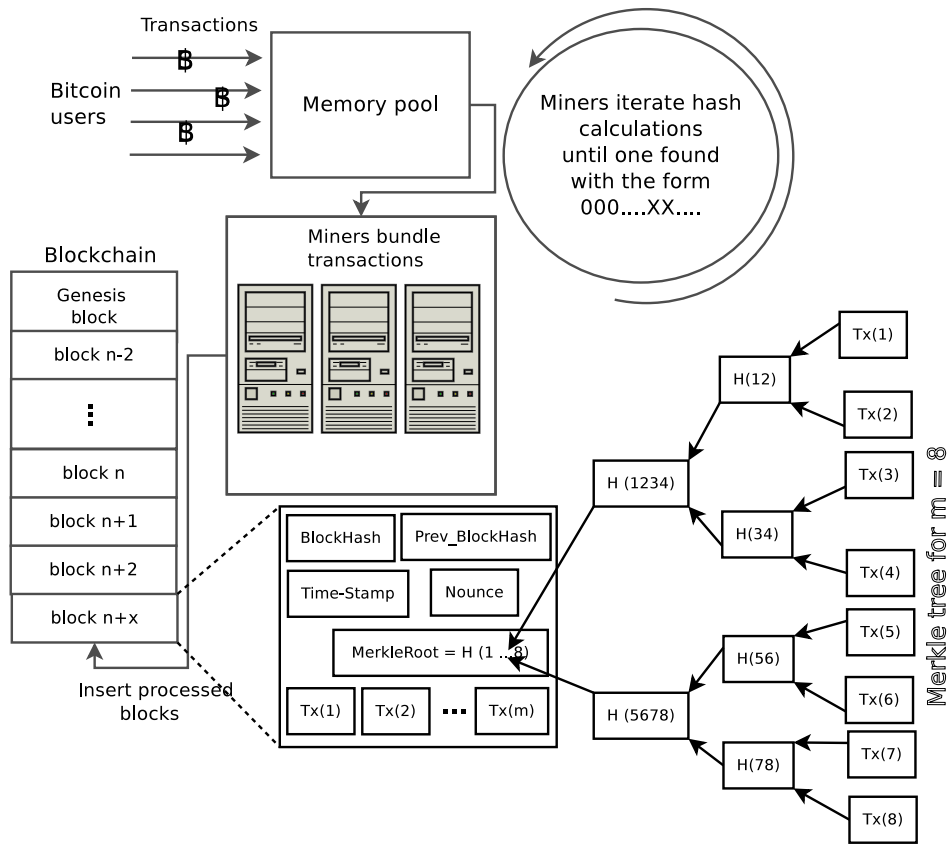 Transactions
Bitcoin
users
Memory pool
Miners iterate hash
calculations
until one found
with the form
000....XX....
Miners bundle
transactions
Blockchain
Genesis
block
block n-2
⋮
block n
block n+1
block n+2
block n+x
Insert processed
blocks
BlockHash
Prev_BlockHash
Time-Stamp
Nounce
MerkleRoot = H (1 ...8)
Tx(1)
Tx(2)
...
Tx(m)
H (1234)
H (5678)
H(12)
H(34)
H(56)
H(78)
Tx(1)
Tx(2)
Tx(3)
Tx(4)
Tx(5)
Tx(6)
Tx(7)
Tx(8)
Merkle tree for m = 8